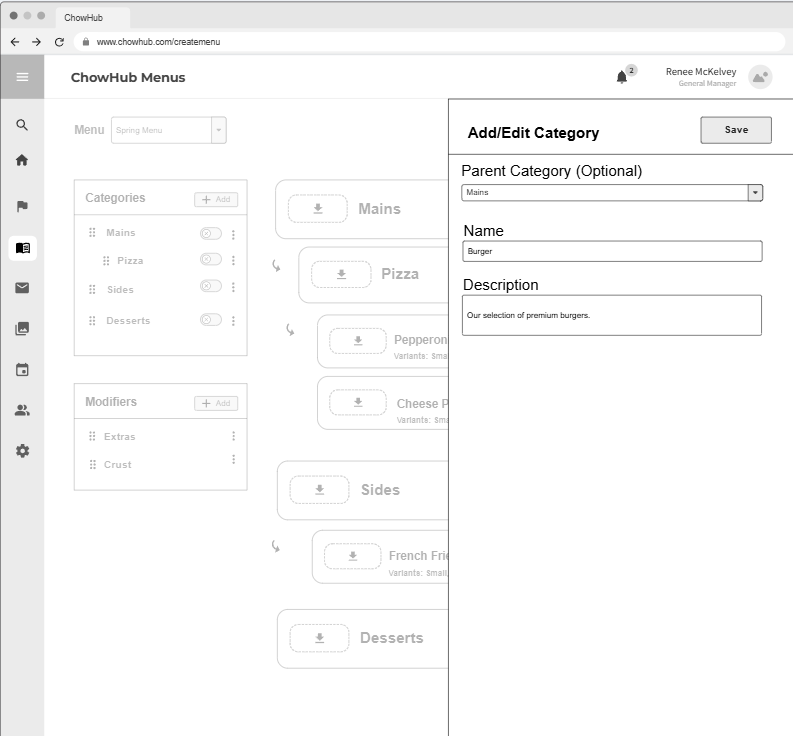 ChowHub
www.chowhub.com/createmenu
ChowHub Menus
2
Renee McKelvey
General Manager
Menu
Spring Menu
Add/Edit Category
Save
Parent Category (Optional)
Mains
Name
Burger
Description
Our selection of premium burgers.
Categories
Add
Mains
Pizza
Sides
Desserts
Modifiers
Add
Extras
Crust
Mains
Pizza
Pepperon
Variants: Sma
Cheese P
Variants: Sma
Sides
French Frie
Variants: Small,
Desserts